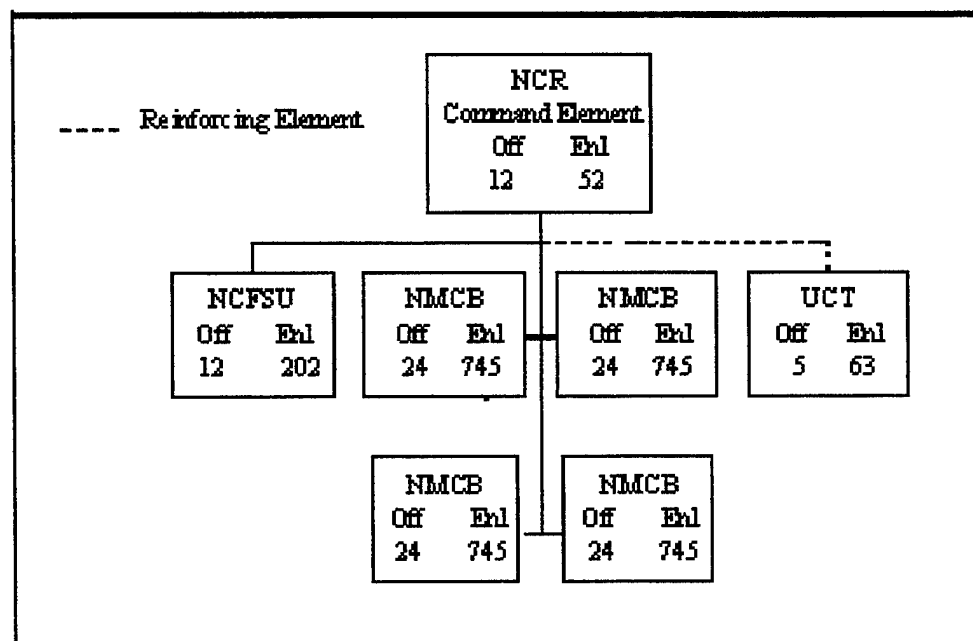 NCR
Command Element
Off Enl
12 52
---- Reinforcing Element
NCFSU
Off Enl
12 202
NMCB
Off Enl
24 745
NMCB
Off Enl
24 745
UCT
Off Enl
5 63
NMCB
Off Enl
24 745
NMCB
Off Enl
24 745